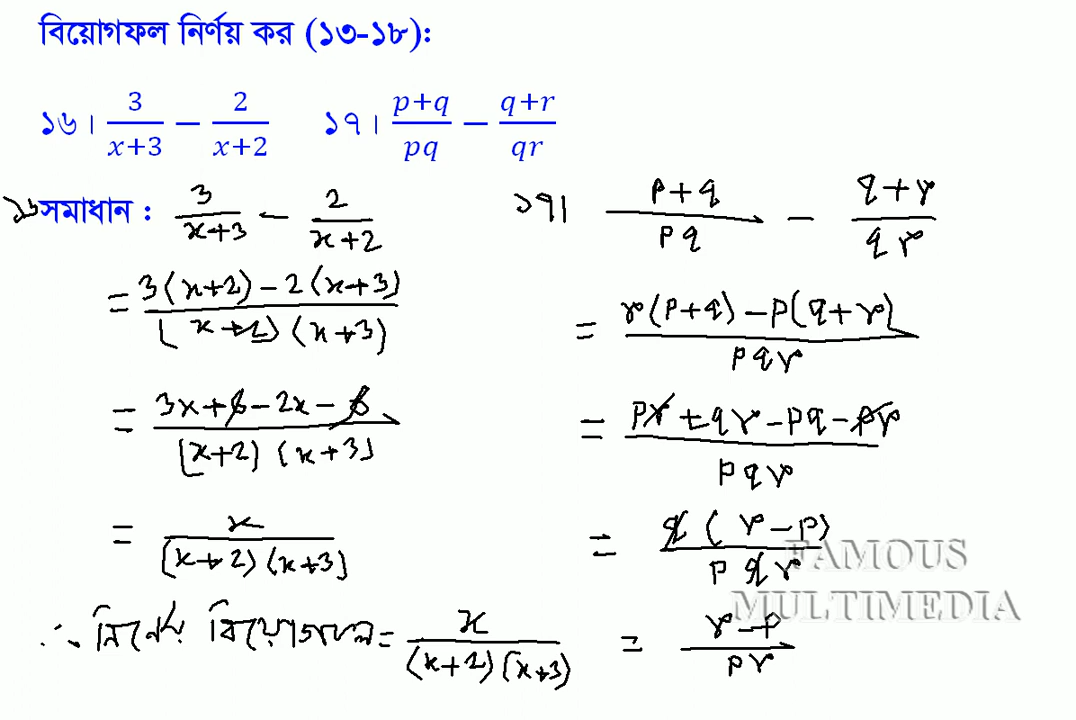 বিয়োগফল নির্ণয় কর (১৩-১৮):
১৬। 3/(x+3) − 2/(x+2) ১৭। (p+q)/pq − (q+r)/qr
১৬ সমাধান : 3/(x+3) − 2/(x+2)
= (3(x+2) − 2(x+3))/((x+2)(x+3))
= (3x+6−2x−6)/((x+2)(x+3))
= x/((x+2)(x+3))
∴ নির্ণেয় বিয়োগফল = x/((x+2)(x+3))
১৭। (p+q)/pq − (q+r)/qr
= (r(p+q) − p(q+r))/pqr
= (pr+qr−pq−pr)/pqr
= q(r−p)/pqr
= (r−p)/pr
FAMOUS
MULTIMEDIA